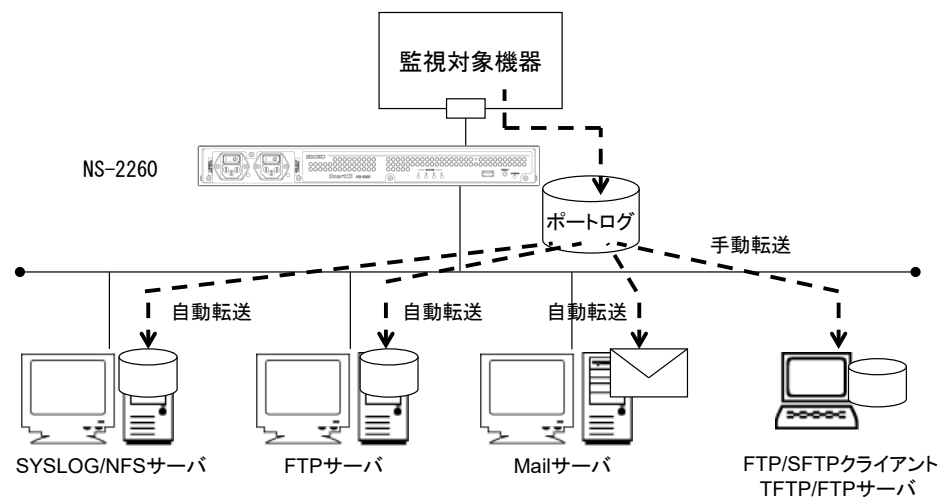 監視対象機器
NS-2260
ポートログ
手動転送
自動転送
自動転送
自動転送
SYSLOG/NFSサーバ
FTPサーバ
Mailサーバ
FTP/SFTPクライアント
TFTP/FTPサーバ